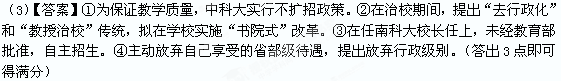 （3）【答案】①为保证教学质量，中科大实行不扩招政策。②在治校期间，提出“去行政化”
和“教授治校”传统，拟在学校实施“书院式”改革。③在任南科大校长任上，未经教育部
批准，自主招生。④主动放弃自己享受的省部级待遇，提出放弃行政级别。（答出3点即可
得满分）